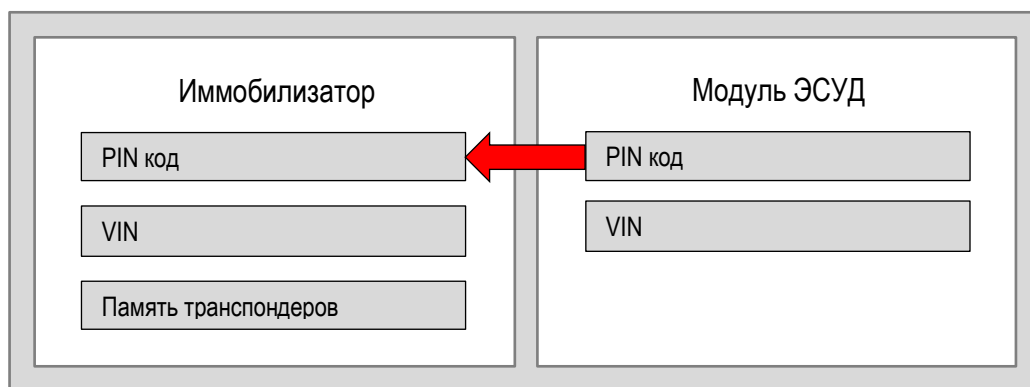 Иммобилизатор
PIN код
VIN
Память транспондеров
Модуль ЭСУД
PIN код
VIN